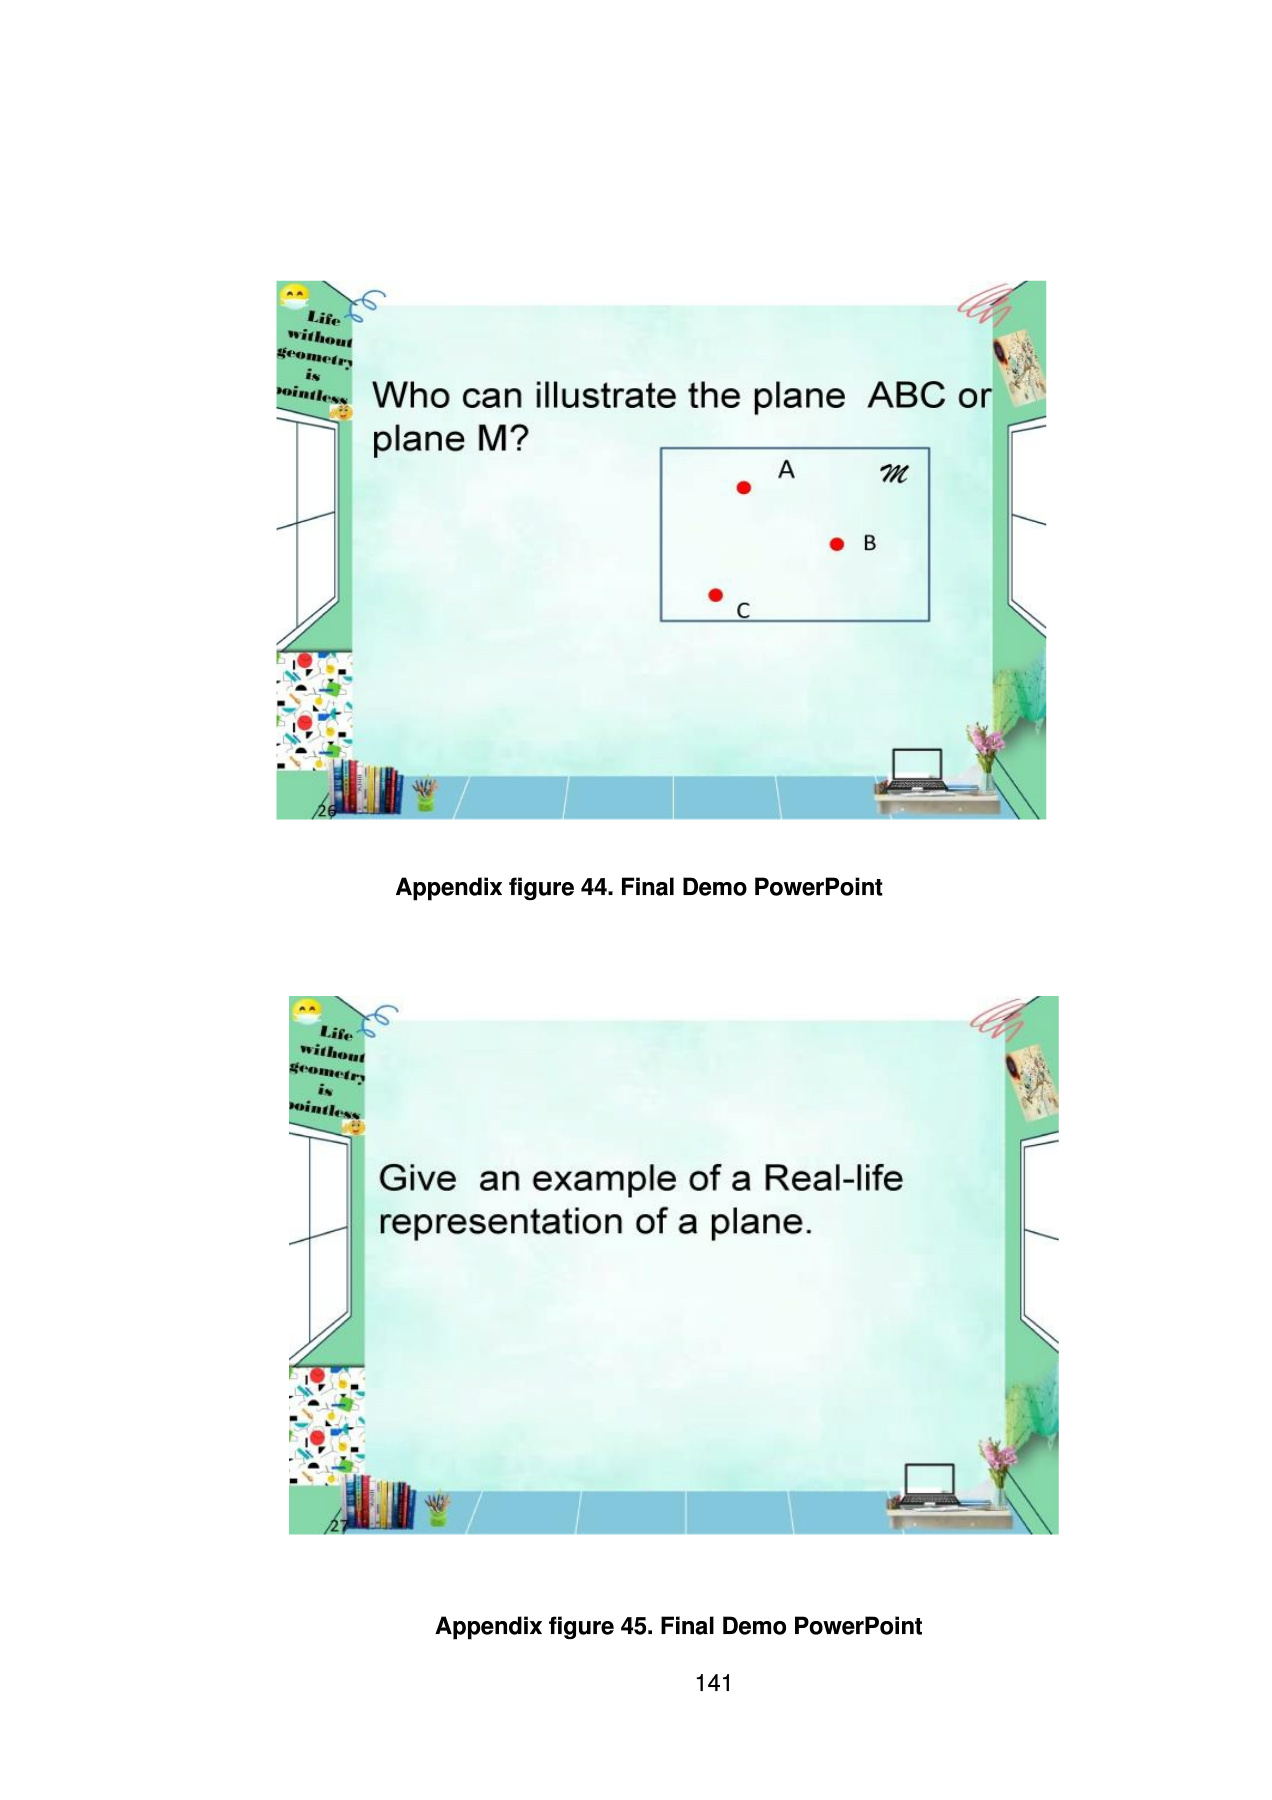 Life
without
geometry
is
pointless
Who can illustrate the plane ABC or
plane M?
A
M
B
C
26
Appendix figure 44. Final Demo PowerPoint
Life
without
geometry
is
pointless
Give an example of a Real-life
representation of a plane.
27
Appendix figure 45. Final Demo PowerPoint
141